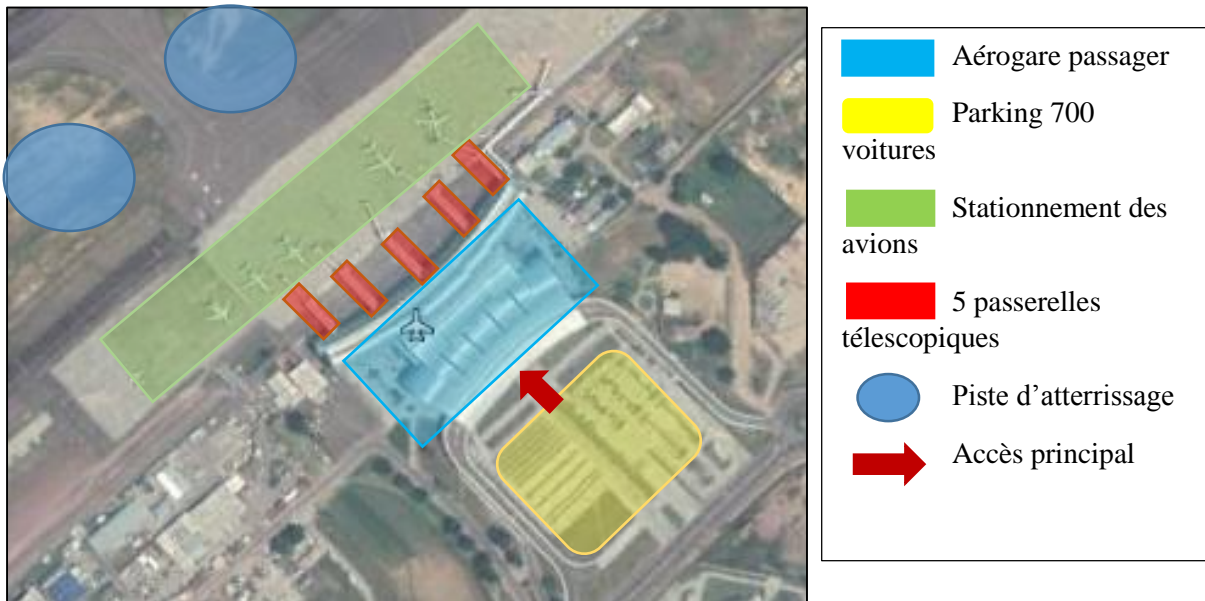 Aérogare passager
Parking 700
voitures
Stationnement des
avions
5 passerelles
télescopiques
Piste d’atterrissage
Accès principal